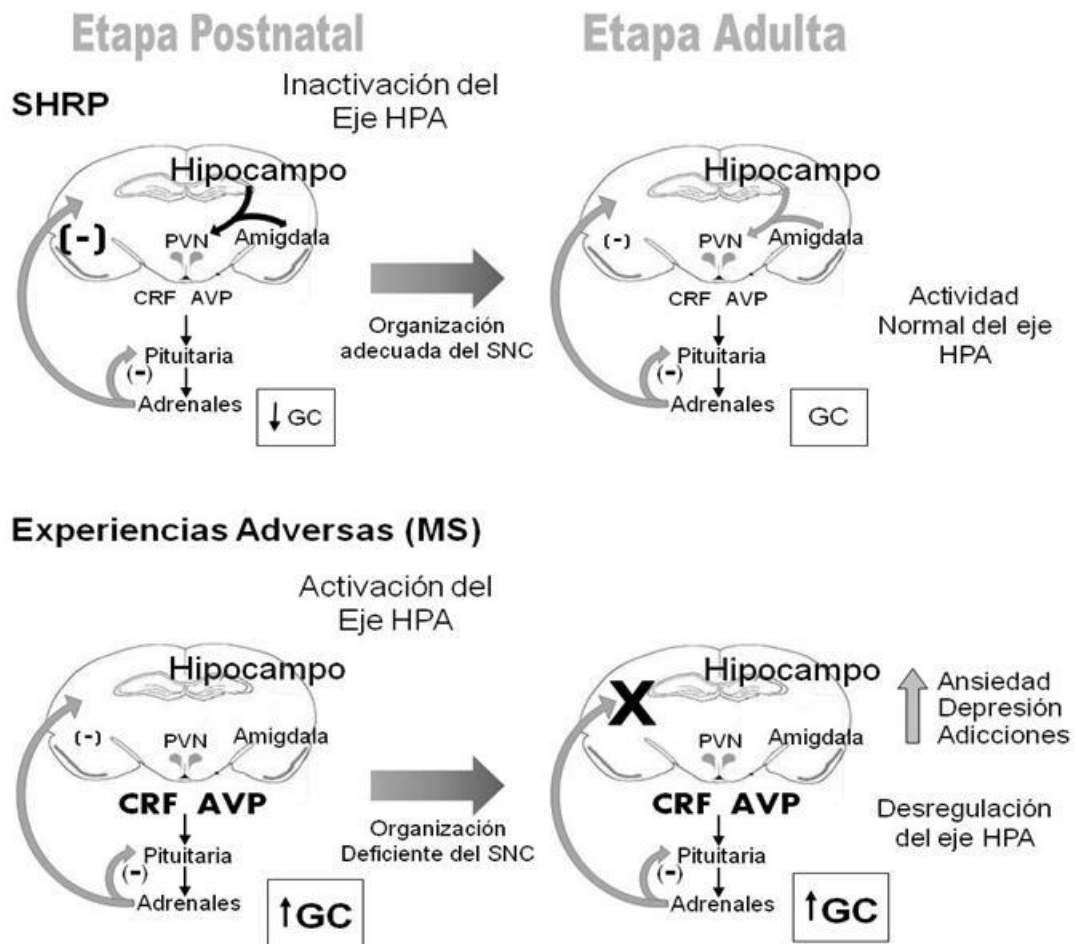 Etapa Postnatal
Etapa Adulta
SHRP
Inactivación del
Eje HPA
Hipocampo
(-)
PVN
Amigdala
CRF AVP
Pituitaria
(-)
Adrenales
↓ GC
Organización
adecuada del SNC
Hipocampo
(-)
PVN
Amigdala
CRF AVP
Pituitaria
(-)
Adrenales
GC
Actividad
Normal del eje
HPA
Experiencias Adversas (MS)
Activación del
Eje HPA
Hipocampo
(-)
PVN
Amigdala
CRF AVP
Pituitaria
(-)
Adrenales
↑GC
Organización
Deficiente del SNC
Hipocampo
X
PVN
Amigdala
CRF AVP
Pituitaria
(-)
Adrenales
↑GC
Ansiedad
Depresión
Adicciones
Desregulación
del eje HPA